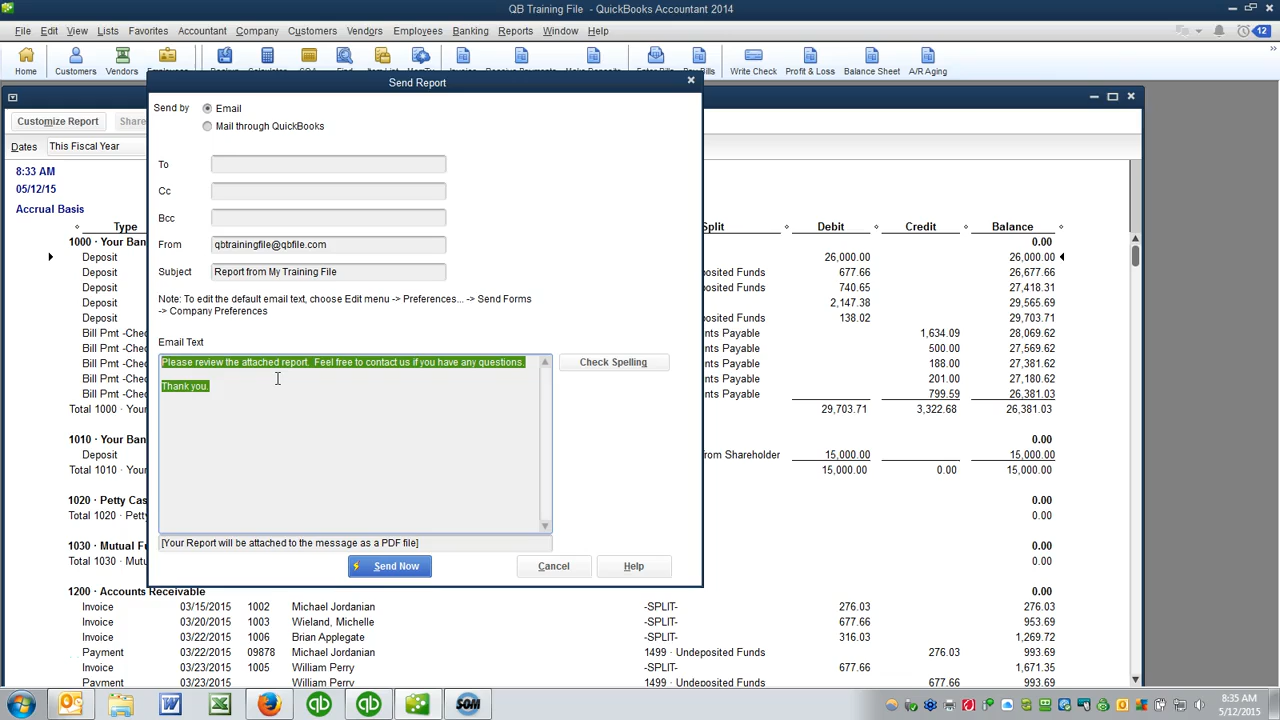 QB Training File - QuickBooks Accountant 2014
File Edit View Lists Favorites Accountant Company Customers Vendors Employees Banking Reports Window Help
12
Home Customers Vendors Write Check Profit & Loss Balance Sheet A/R Aging
Send Report
Customize Report
Dates This Fiscal Year
8:33 AM
05/12/15
Accrual Basis
Send by Email
Mail through QuickBooks
To
Cc
Bcc
From qbtrainingfile@qbfile.com
Subject Report from My Training File
Note: To edit the default email text, choose Edit menu -> Preferences... -> Send Forms
-> Company Preferences
Email Text
Please review the attached report. Feel free to contact us if you have any questions.
Thank you.
Check Spelling
[Your Report will be attached to the message as a PDF file]
Send Now Cancel Help
Type Split Debit Credit Balance
1000 · Your Ban 0.00
Deposit 26,000.00 26,000.00
Deposit posited Funds 677.66 26,677.66
Deposit posited Funds 740.65 27,418.31
Deposit 2,147.38 29,565.69
Deposit posited Funds 138.02 29,703.71
Bill Pmt -Chec nts Payable 1,634.09 28,069.62
Bill Pmt -Chec nts Payable 500.00 27,569.62
Bill Pmt -Chec nts Payable 188.00 27,381.62
Bill Pmt -Chec nts Payable 201.00 27,180.62
Bill Pmt -Chec nts Payable 799.59 26,381.03
Total 1000 · Your 29,703.71 3,322.68 26,381.03
1010 · Your Ban 0.00
Deposit from Shareholder 15,000.00 15,000.00
Total 1010 · Your 15,000.00 0.00 15,000.00
1020 · Petty Cas 0.00
Total 1020 · Petty 0.00
1030 · Mutual Fu 0.00
Total 1030 · Mutu 0.00
1200 · Accounts Receivable 0.00
Invoice 03/15/2015 1002 Michael Jordanian -SPLIT- 276.03 276.03
Invoice 03/20/2015 1003 Wieland, Michelle -SPLIT- 677.66 953.69
Invoice 03/22/2015 1006 Brian Applegate -SPLIT- 316.03 1,269.72
Payment 03/22/2015 09878 Michael Jordanian 1499 · Undeposited Funds 276.03 993.69
Invoice 03/23/2015 1005 William Perry -SPLIT- 677.66 1,671.35
Payment 03/23/2015 William Perry 1499 · Undeposited Funds 677.66 993.69
8:35 AM
5/12/2015